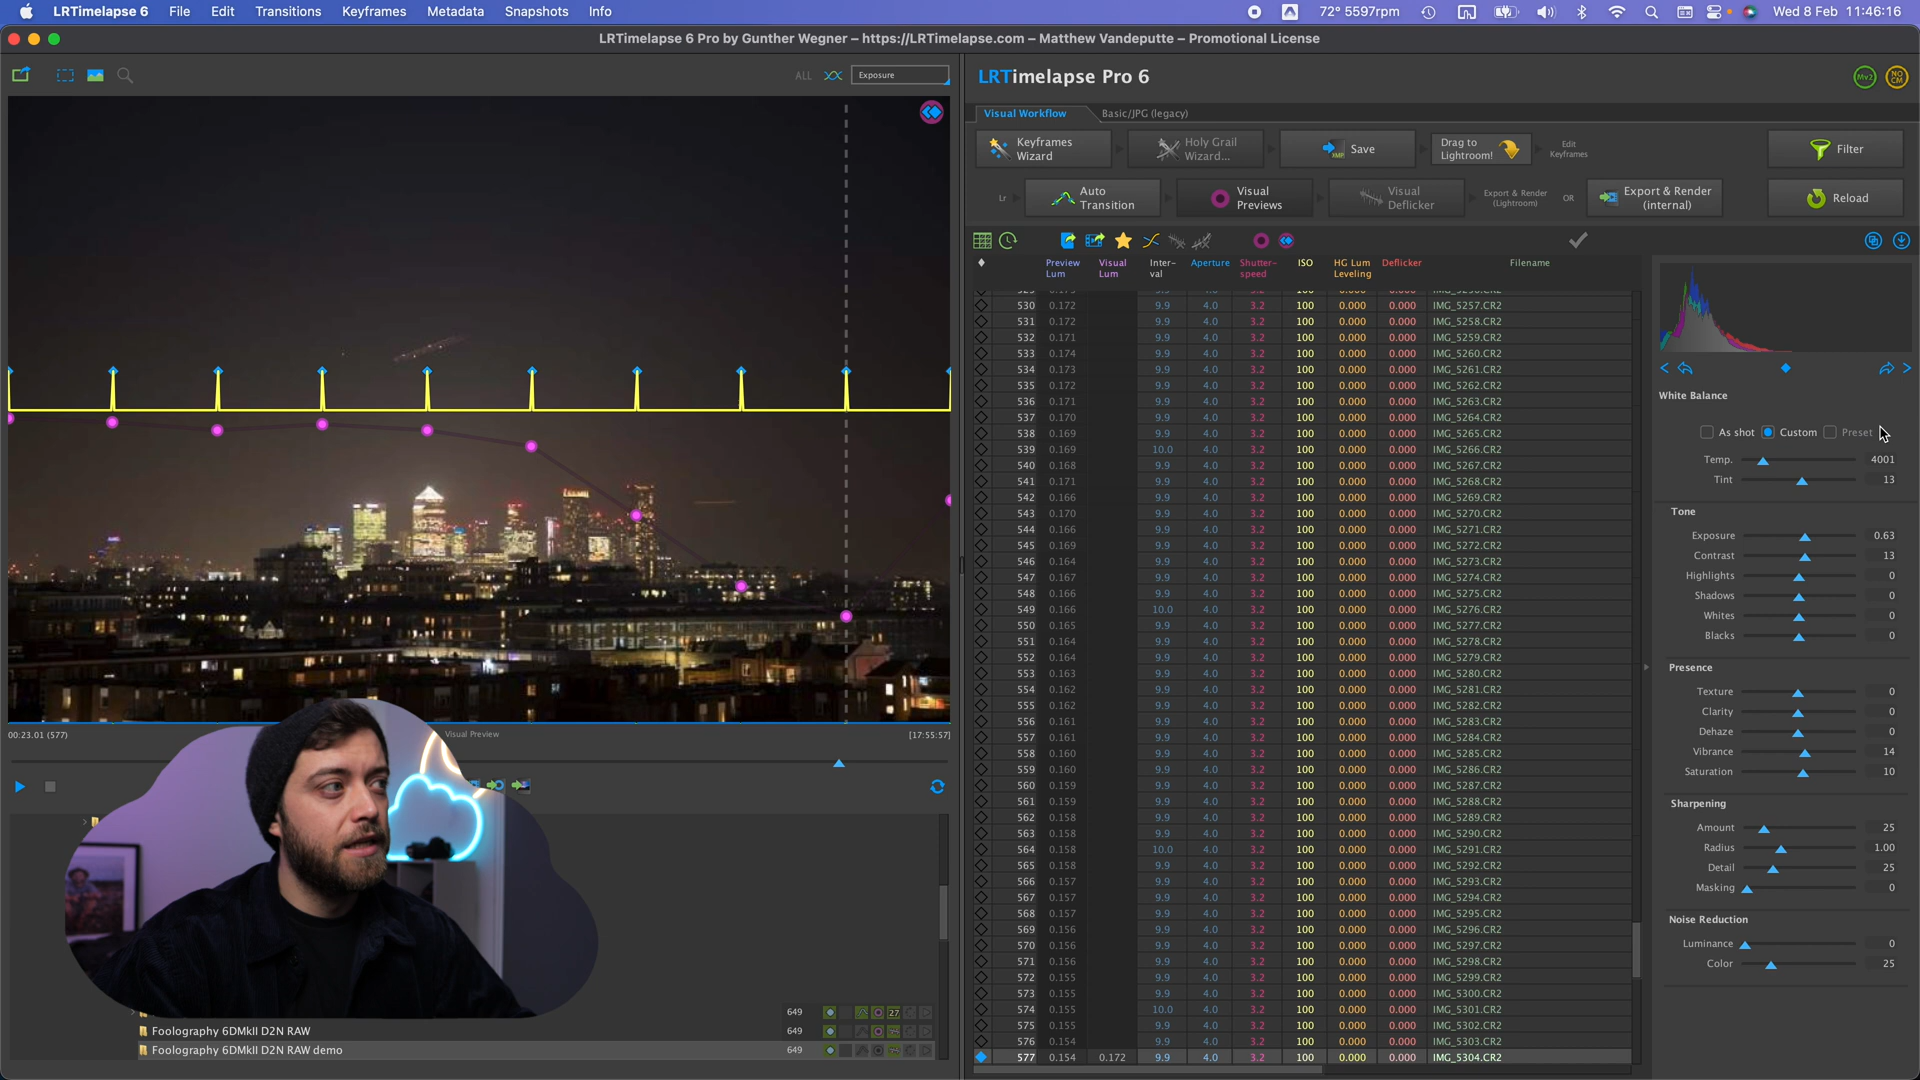 LRTimelapse 6 File Edit Transitions Keyframes Metadata Snapshots Info 72° 5597rpm Wed 8 Feb 11:46:16
LRTimelapse 6 Pro by Gunther Wegner – https://LRTimelapse.com – Matthew Vandeputte – Promotional License
ALL Exposure
LRTimelapse Pro 6
Mv2 NO CM
Visual Workflow Basic/JPG (legacy)
Keyframes Wizard
Holy Grail Wizard...
Save
Drag to Lightroom!
Edit Keyframes
Filter
Lr
Auto Transition
Visual Previews
Visual Deflicker
Export & Render (Lightroom)
OR
Export & Render (internal)
Reload
Preview Lum Visual Lum Inter-val Aperture Shutter-speed ISO HG Lum Leveling Deflicker Filename
530 0.172 9.9 4.0 3.2 100 0.000 0.000 IMG_5257.CR2
531 0.172 9.9 4.0 3.2 100 0.000 0.000 IMG_5258.CR2
532 0.171 9.9 4.0 3.2 100 0.000 0.000 IMG_5259.CR2
533 0.174 9.9 4.0 3.2 100 0.000 0.000 IMG_5260.CR2
534 0.173 9.9 4.0 3.2 100 0.000 0.000 IMG_5261.CR2
535 0.172 9.9 4.0 3.2 100 0.000 0.000 IMG_5262.CR2
536 0.171 9.9 4.0 3.2 100 0.000 0.000 IMG_5263.CR2
537 0.170 9.9 4.0 3.2 100 0.000 0.000 IMG_5264.CR2
538 0.169 9.9 4.0 3.2 100 0.000 0.000 IMG_5265.CR2
539 0.169 10.0 4.0 3.2 100 0.000 0.000 IMG_5266.CR2
540 0.168 9.9 4.0 3.2 100 0.000 0.000 IMG_5267.CR2
541 0.171 9.9 4.0 3.2 100 0.000 0.000 IMG_5268.CR2
542 0.166 9.9 4.0 3.2 100 0.000 0.000 IMG_5269.CR2
543 0.170 9.9 4.0 3.2 100 0.000 0.000 IMG_5270.CR2
544 0.166 9.9 4.0 3.2 100 0.000 0.000 IMG_5271.CR2
545 0.169 9.9 4.0 3.2 100 0.000 0.000 IMG_5272.CR2
546 0.164 9.9 4.0 3.2 100 0.000 0.000 IMG_5273.CR2
547 0.167 9.9 4.0 3.2 100 0.000 0.000 IMG_5274.CR2
548 0.166 9.9 4.0 3.2 100 0.000 0.000 IMG_5275.CR2
549 0.166 10.0 4.0 3.2 100 0.000 0.000 IMG_5276.CR2
550 0.165 9.9 4.0 3.2 100 0.000 0.000 IMG_5277.CR2
551 0.164 9.9 4.0 3.2 100 0.000 0.000 IMG_5278.CR2
552 0.164 9.9 4.0 3.2 100 0.000 0.000 IMG_5279.CR2
553 0.163 9.9 4.0 3.2 100 0.000 0.000 IMG_5280.CR2
554 0.162 9.9 4.0 3.2 100 0.000 0.000 IMG_5281.CR2
555 0.162 9.9 4.0 3.2 100 0.000 0.000 IMG_5282.CR2
556 0.161 9.9 4.0 3.2 100 0.000 0.000 IMG_5283.CR2
557 0.161 9.9 4.0 3.2 100 0.000 0.000 IMG_5284.CR2
558 0.160 9.9 4.0 3.2 100 0.000 0.000 IMG_5285.CR2
559 0.160 9.9 4.0 3.2 100 0.000 0.000 IMG_5286.CR2
560 0.159 9.9 4.0 3.2 100 0.000 0.000 IMG_5287.CR2
561 0.159 9.9 4.0 3.2 100 0.000 0.000 IMG_5288.CR2
562 0.158 9.9 4.0 3.2 100 0.000 0.000 IMG_5289.CR2
563 0.158 9.9 4.0 3.2 100 0.000 0.000 IMG_5290.CR2
564 0.158 10.0 4.0 3.2 100 0.000 0.000 IMG_5291.CR2
565 0.158 9.9 4.0 3.2 100 0.000 0.000 IMG_5292.CR2
566 0.157 9.9 4.0 3.2 100 0.000 0.000 IMG_5293.CR2
567 0.157 9.9 4.0 3.2 100 0.000 0.000 IMG_5294.CR2
568 0.157 9.9 4.0 3.2 100 0.000 0.000 IMG_5295.CR2
569 0.156 9.9 4.0 3.2 100 0.000 0.000 IMG_5296.CR2
570 0.156 9.9 4.0 3.2 100 0.000 0.000 IMG_5297.CR2
571 0.156 9.9 4.0 3.2 100 0.000 0.000 IMG_5298.CR2
572 0.155 9.9 4.0 3.2 100 0.000 0.000 IMG_5299.CR2
573 0.155 9.9 4.0 3.2 100 0.000 0.000 IMG_5300.CR2
574 0.155 10.0 4.0 3.2 100 0.000 0.000 IMG_5301.CR2
575 0.155 9.9 4.0 3.2 100 0.000 0.000 IMG_5302.CR2
576 0.154 9.9 4.0 3.2 100 0.000 0.000 IMG_5303.CR2
577 0.154 0.172 9.9 4.0 3.2 100 0.000 0.000 IMG_5304.CR2
White Balance
As shot Custom Preset
Temp. 4001
Tint 13
Tone
Exposure 0.63
Contrast 13
Highlights 0
Shadows 0
Whites 0
Blacks 0
Presence
Texture 0
Clarity 0
Dehaze 0
Vibrance 14
Saturation 10
Sharpening
Amount 25
Radius 1.00
Detail 25
Masking 0
Noise Reduction
Luminance 0
Color 25
00:23.01 (577) Visual Preview [17:55:57]
649 27
Foolography 6DMkII D2N RAW 649
Foolography 6DMkII D2N RAW demo 649